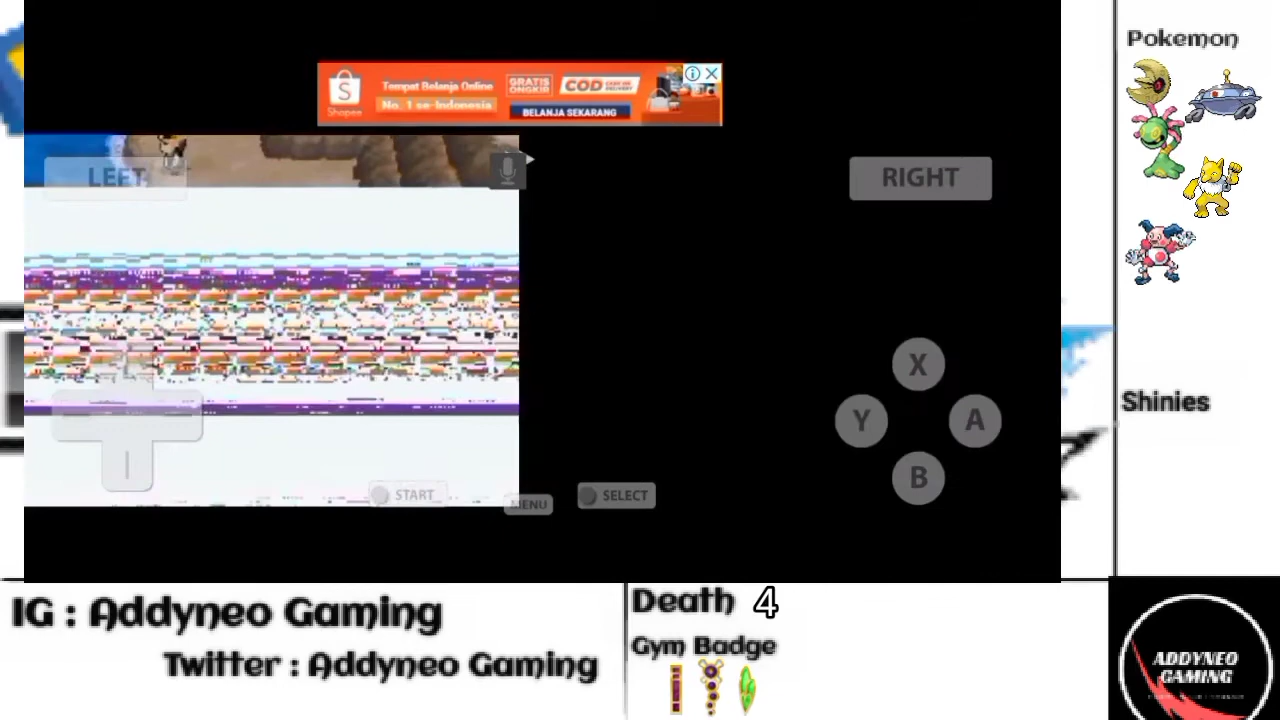 Pokemon
S
Shopee
Tempat Belanja Online
No. 1 se-Indonesia
GRATIS
ONGKIR
COD
BELANJA SEKARANG
LEFT
RIGHT
X
Y
A
B
START
MENU
SELECT
Shinies
IG : Addyneo Gaming
Twitter : Addyneo Gaming
Death 4
Gym Badge
ADDYNEO
GAMING